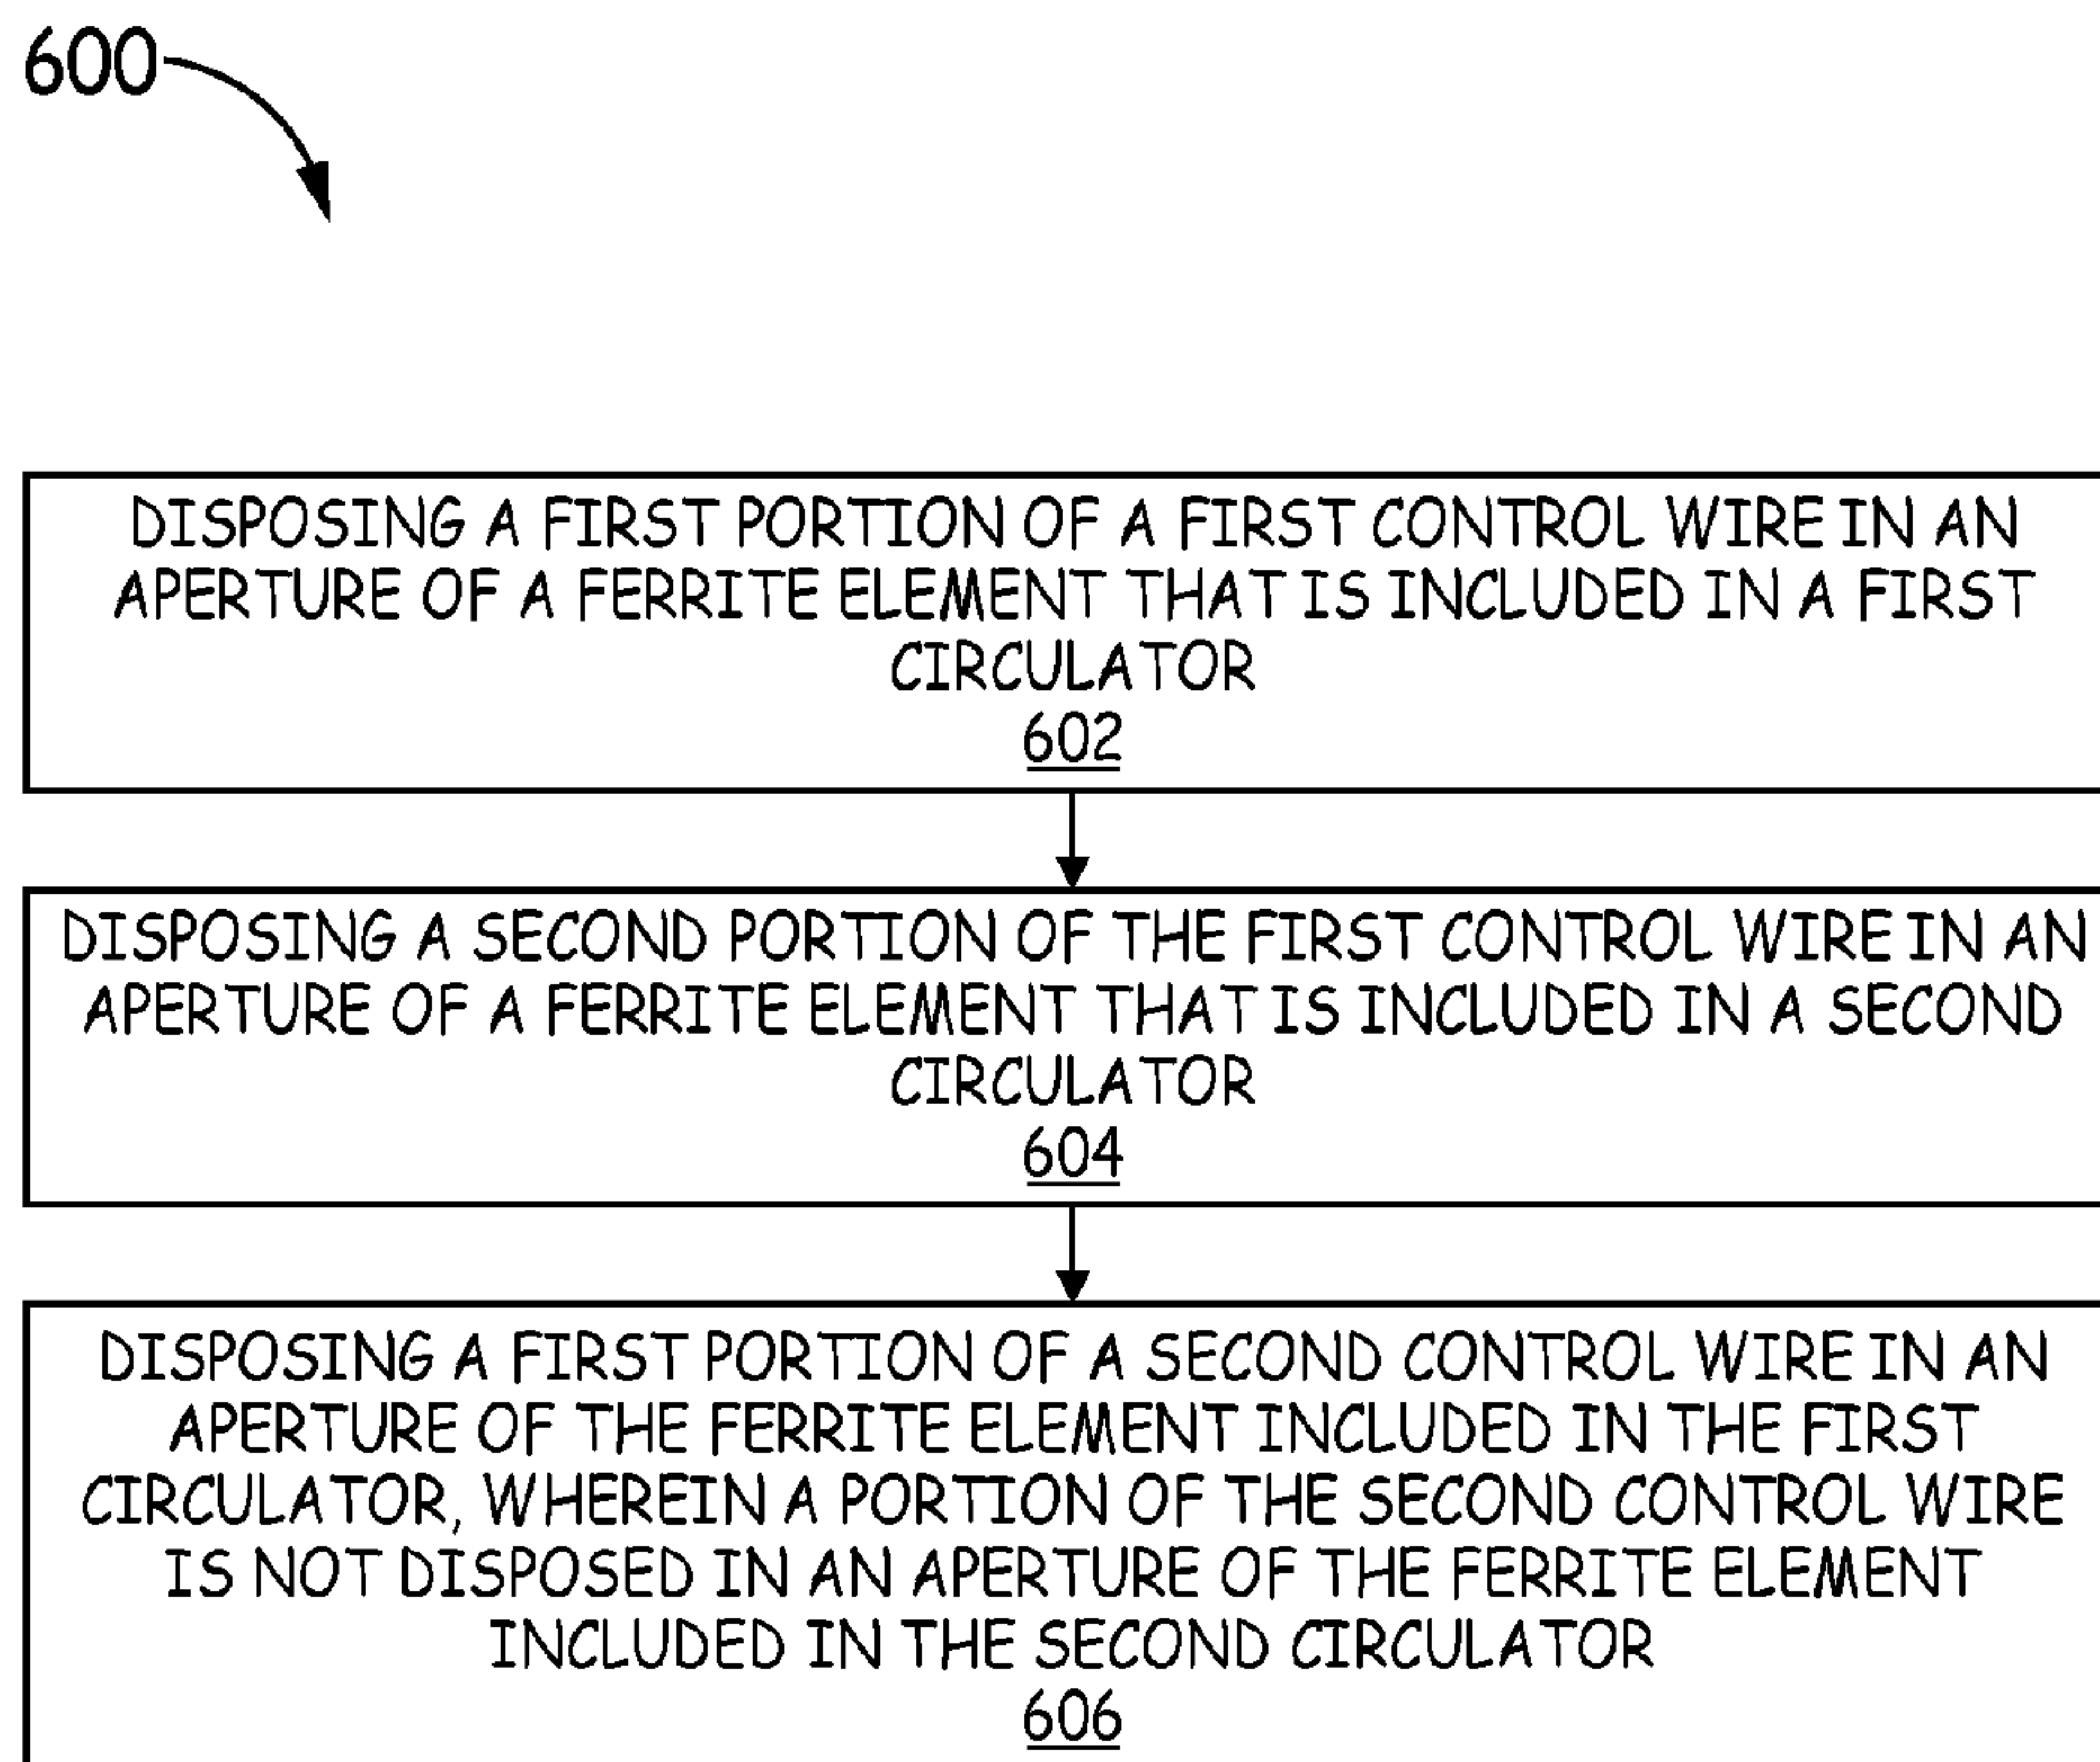 600
DISPOSING A FIRST PORTION OF A FIRST CONTROL WIRE IN AN
APERTURE OF A FERRITE ELEMENT THAT IS INCLUDED IN A FIRST
CIRCULATOR
602
DISPOSING A SECOND PORTION OF THE FIRST CONTROL WIRE IN AN
APERTURE OF A FERRITE ELEMENT THAT IS INCLUDED IN A SECOND
CIRCULATOR
604
DISPOSING A FIRST PORTION OF A SECOND CONTROL WIRE IN AN
APERTURE OF THE FERRITE ELEMENT INCLUDED IN THE FIRST
CIRCULATOR, WHEREIN A PORTION OF THE SECOND CONTROL WIRE
IS NOT DISPOSED IN AN APERTURE OF THE FERRITE ELEMENT
INCLUDED IN THE SECOND CIRCULATOR
606